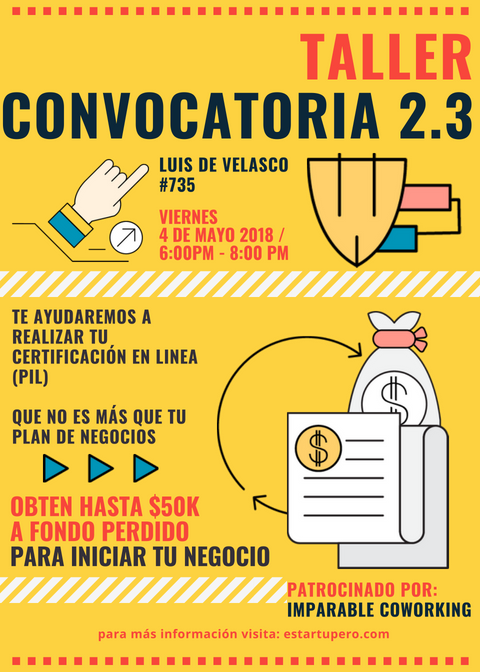 TALLER
CONVOCATORIA 2.3
LUIS DE VELASCO
#735
VIERNES
4 DE MAYO 2018 /
6:00PM - 8:00 PM
TE AYUDAREMOS A
REALIZAR TU
CERTIFICACIÓN EN LINEA
(PIL)
QUE NO ES MÁS QUE TU
PLAN DE NEGOCIOS
$
$
OBTEN HASTA $50K
A FONDO PERDIDO
PARA INICIAR TU NEGOCIO
PATROCINADO POR:
IMPARABLE COWORKING
para más información visita: estartupero.com